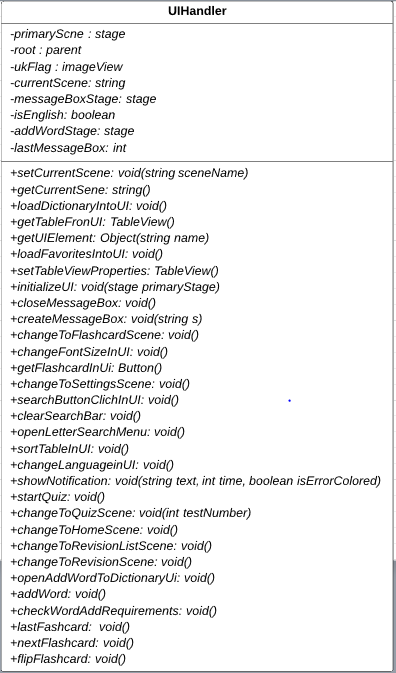 UIHandler
-primaryScne : stage
-root : parent
-ukFlag : imageView
-currentScene: string
-messageBoxStage: stage
-isEnglish: boolean
-addWordStage: stage
-lastMessageBox: int
+setCurrentScene: void(string sceneName)
+getCurrentSene: string()
+loadDictionaryIntoUI: void()
+getTableFronUI: TableView()
+getUIElement: Object(string name)
+loadFavoritesIntoUI: void()
+setTableViewProperties: TableView()
+initializeUI: void(stage primaryStage)
+closeMessageBox: void()
+createMessageBox: void(string s)
+changeToFlashcardScene: void()
+changeFontSizeInUI: void()
+getFlashcardInUi: Button()
+changeToSettingsScene: void()
+searchButtonClichInUI: void()
+clearSearchBar: void()
+openLetterSearchMenu: void()
+sortTableInUI: void()
+changeLanguageinUI: void()
+showNotification: void(string text, int time, boolean isErrorColored)
+startQuiz: void()
+changeToQuizScene: void(int testNumber)
+changeToHomeScene: void()
+changeToRevisionListScene: void()
+changeToRevisionScene: void()
+openAddWordToDictionaryUi: void()
+addWord: void()
+checkWordAddRequirements: void()
+lastFashcard: void()
+nextFlashcard: void()
+flipFlashcard: void()